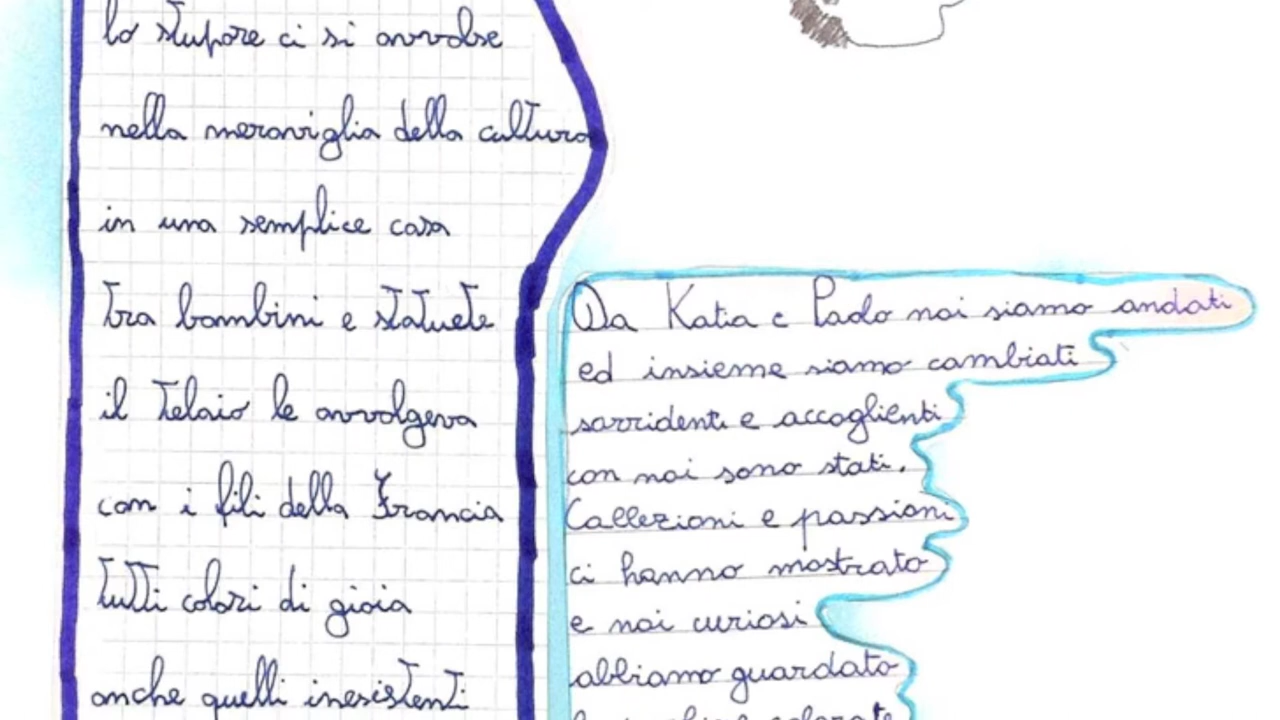 lo stupore ci si avvolse
nella meraviglia della cultura
in una semplice casa
tra bambini e statuete
il telaio le avvolgeva
con i fili della Francia
tutti colori di gioia
anche quelli inesistenti
Da Katia e Paolo noi siamo andati
ed insieme siamo cambiati
sorridenti e accoglienti
con noi sono stati.
Collezioni e passioni
ci hanno mostrato
e noi curiosi
abbiamo guardato